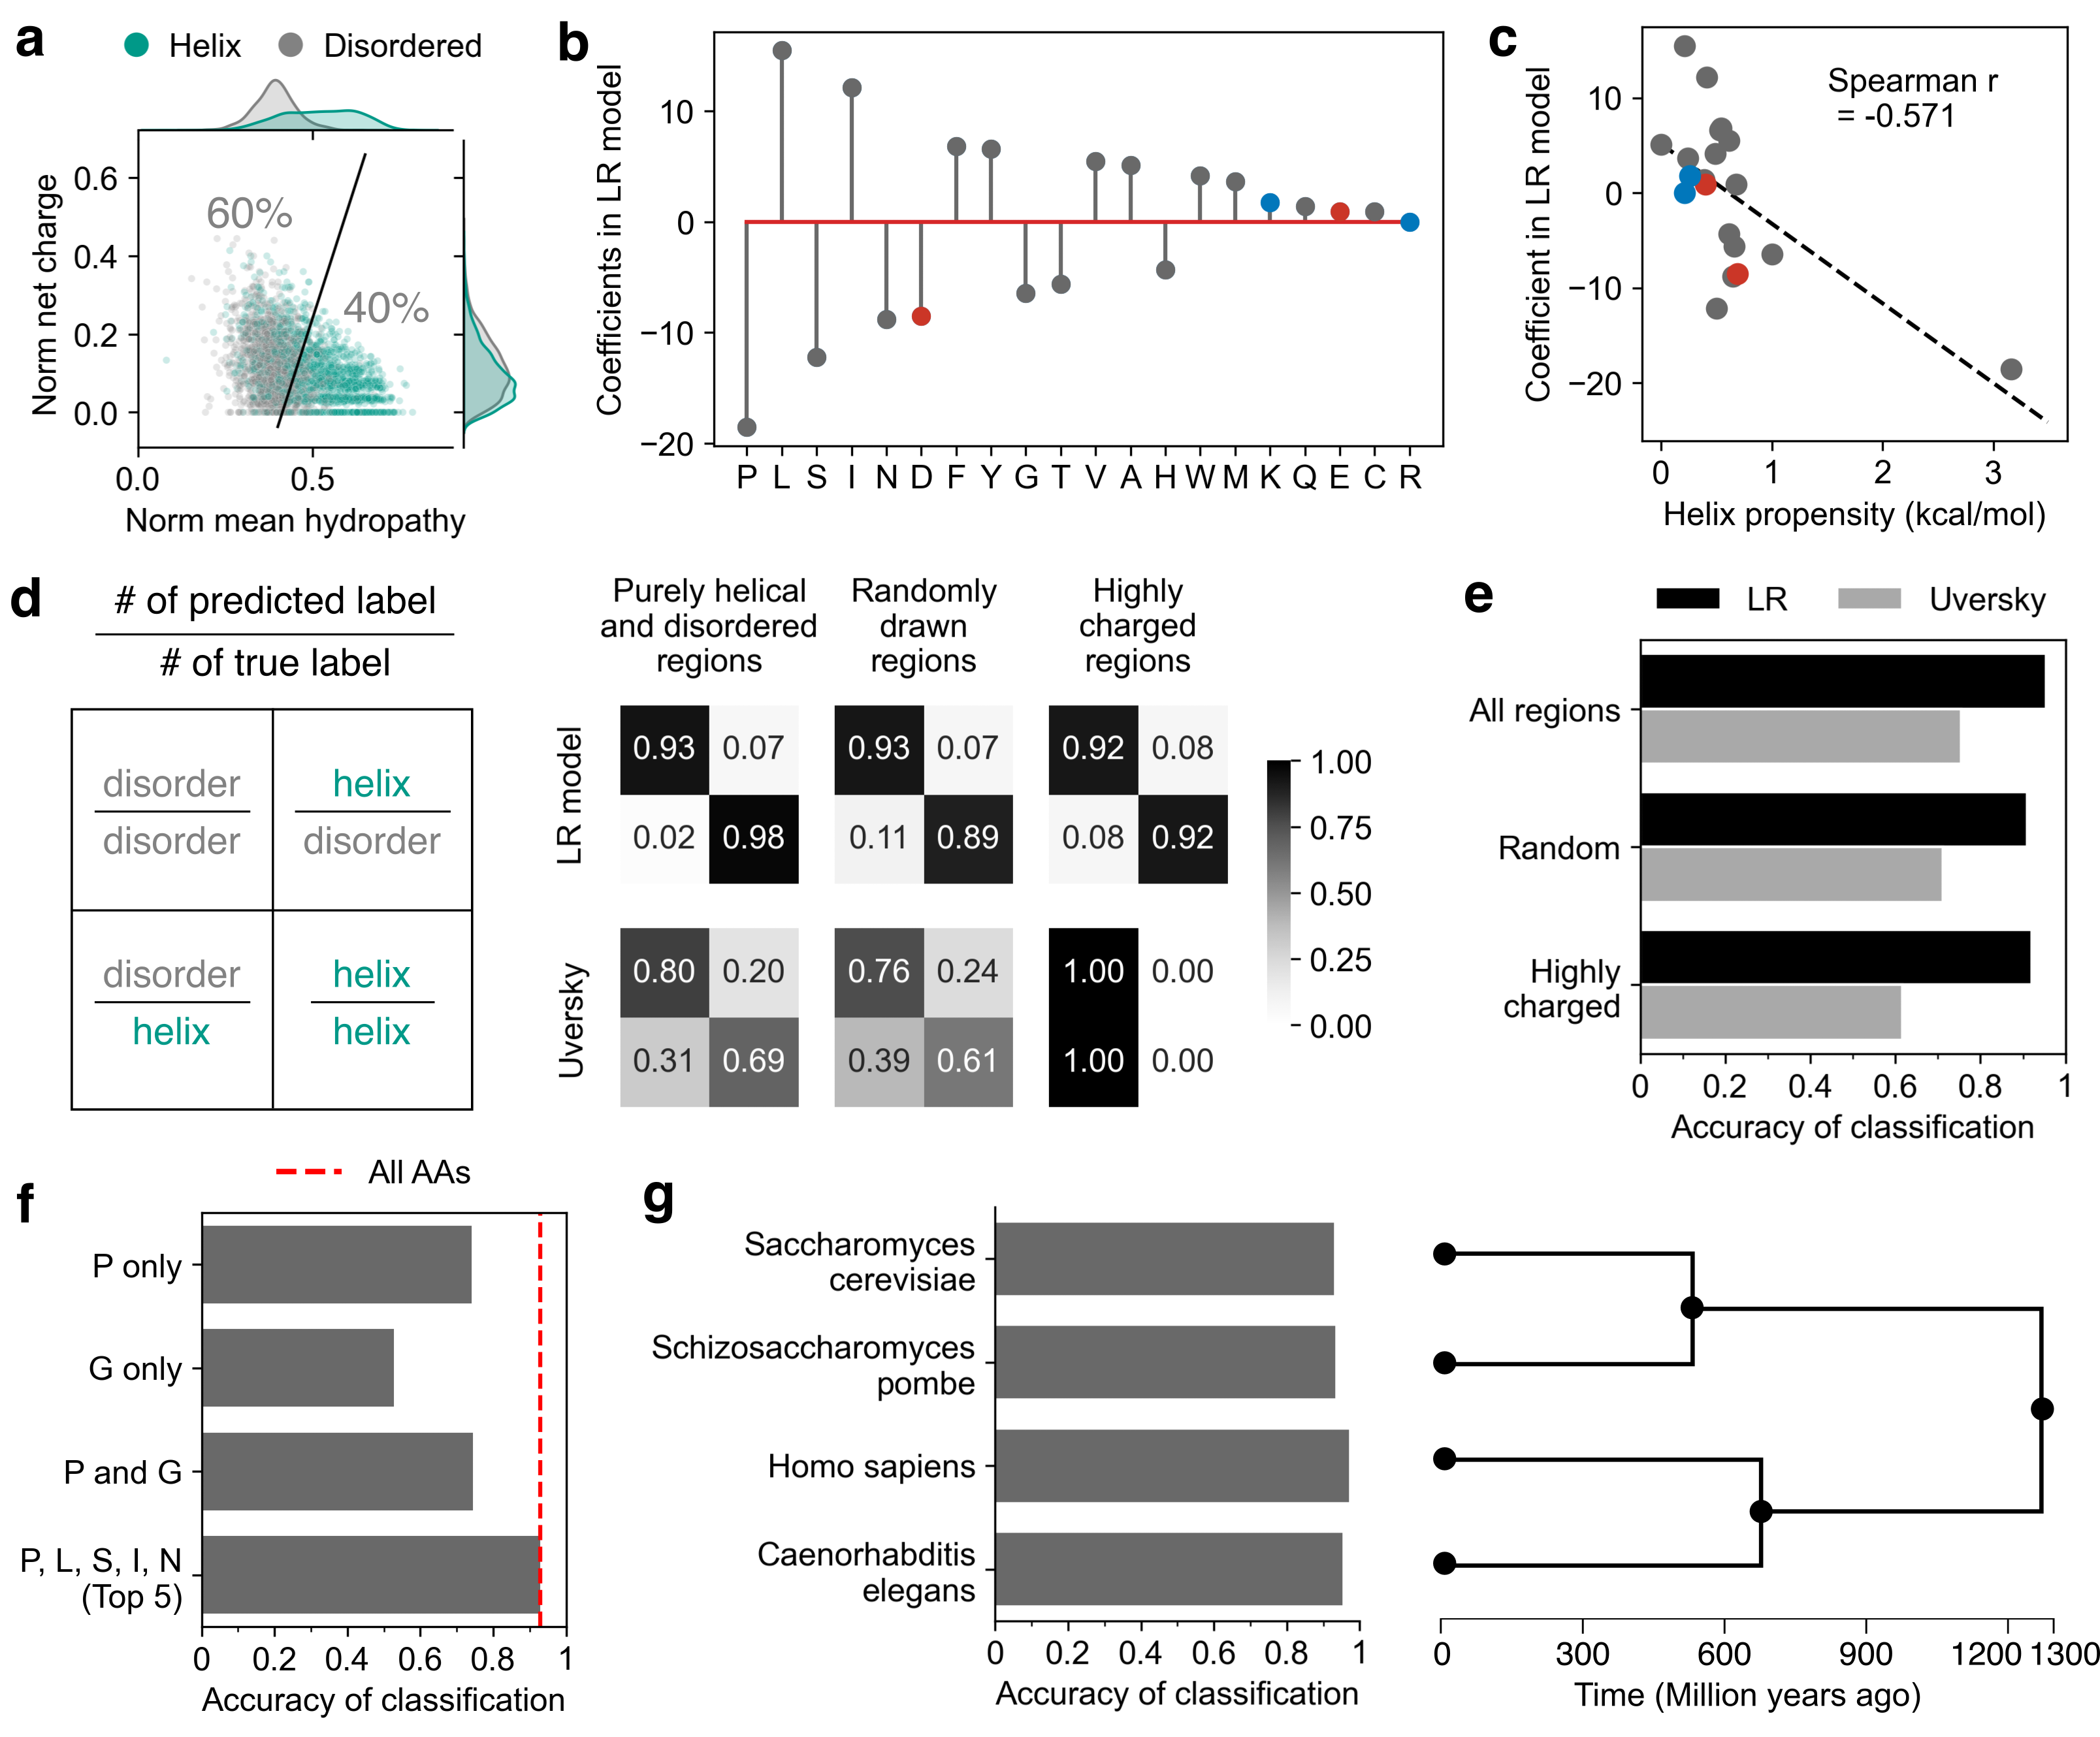 a
Helix
Disordered
60%
40%
Norm net charge
0.6
0.4
0.2
0.0
0.0
0.5
Norm mean hydropathy
b
Coefficients in LR model
10
0
−10
−20
P L S I N D F Y G T V A H W M K Q E C R
c
Coefficient in LR model
10
0
−10
−20
Spearman r
= -0.571
0 1 2 3
Helix propensity (kcal/mol)
d
# of predicted label
# of true label
disorder
disorder
helix
disorder
disorder
helix
helix
helix
Purely helical
and disordered
regions
Randomly
drawn
regions
Highly
charged
regions
LR model
0.93 0.07
0.02 0.98
0.93 0.07
0.11 0.89
0.92 0.08
0.08 0.92
Uversky
0.80 0.20
0.31 0.69
0.76 0.24
0.39 0.61
1.00 0.00
1.00 0.00
1.00
0.75
0.50
0.25
0.00
e
LR
Uversky
All regions
Random
Highly
charged
0 0.2 0.4 0.6 0.8 1
Accuracy of classification
f
All AAs
P only
G only
P and G
P, L, S, I, N
(Top 5)
0 0.2 0.4 0.6 0.8 1
Accuracy of classification
g
Saccharomyces
cerevisiae
Schizosaccharomyces
pombe
Homo sapiens
Caenorhabditis
elegans
0 0.2 0.4 0.6 0.8 1
Accuracy of classification
0 300 600 900 1200 1300
Time (Million years ago)